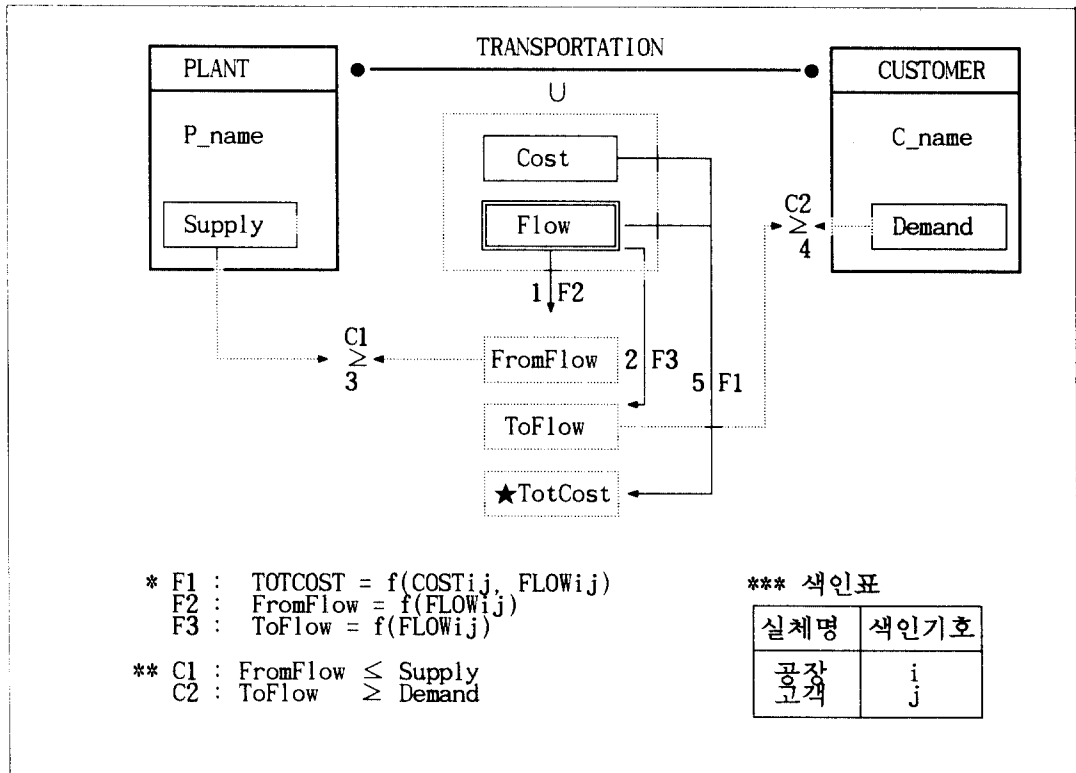 TRANSPORTATION
PLANT
CUSTOMER
∪
P_name
Cost
C_name
Supply
Flow
C2
≥
4
Demand
1 F2
C1
≥
3
FromFlow
2 F3
5 F1
ToFlow
★TotCost
* F1 : TOTCOST = f(COSTij, FLOWij)
F2 : FromFlow = f(FLOWij)
F3 : ToFlow = f(FLOWij)
** C1 : FromFlow ≤ Supply
C2 : ToFlow ≥ Demand
*** 색인표
실체명 색인기호
공장 i
고객 j